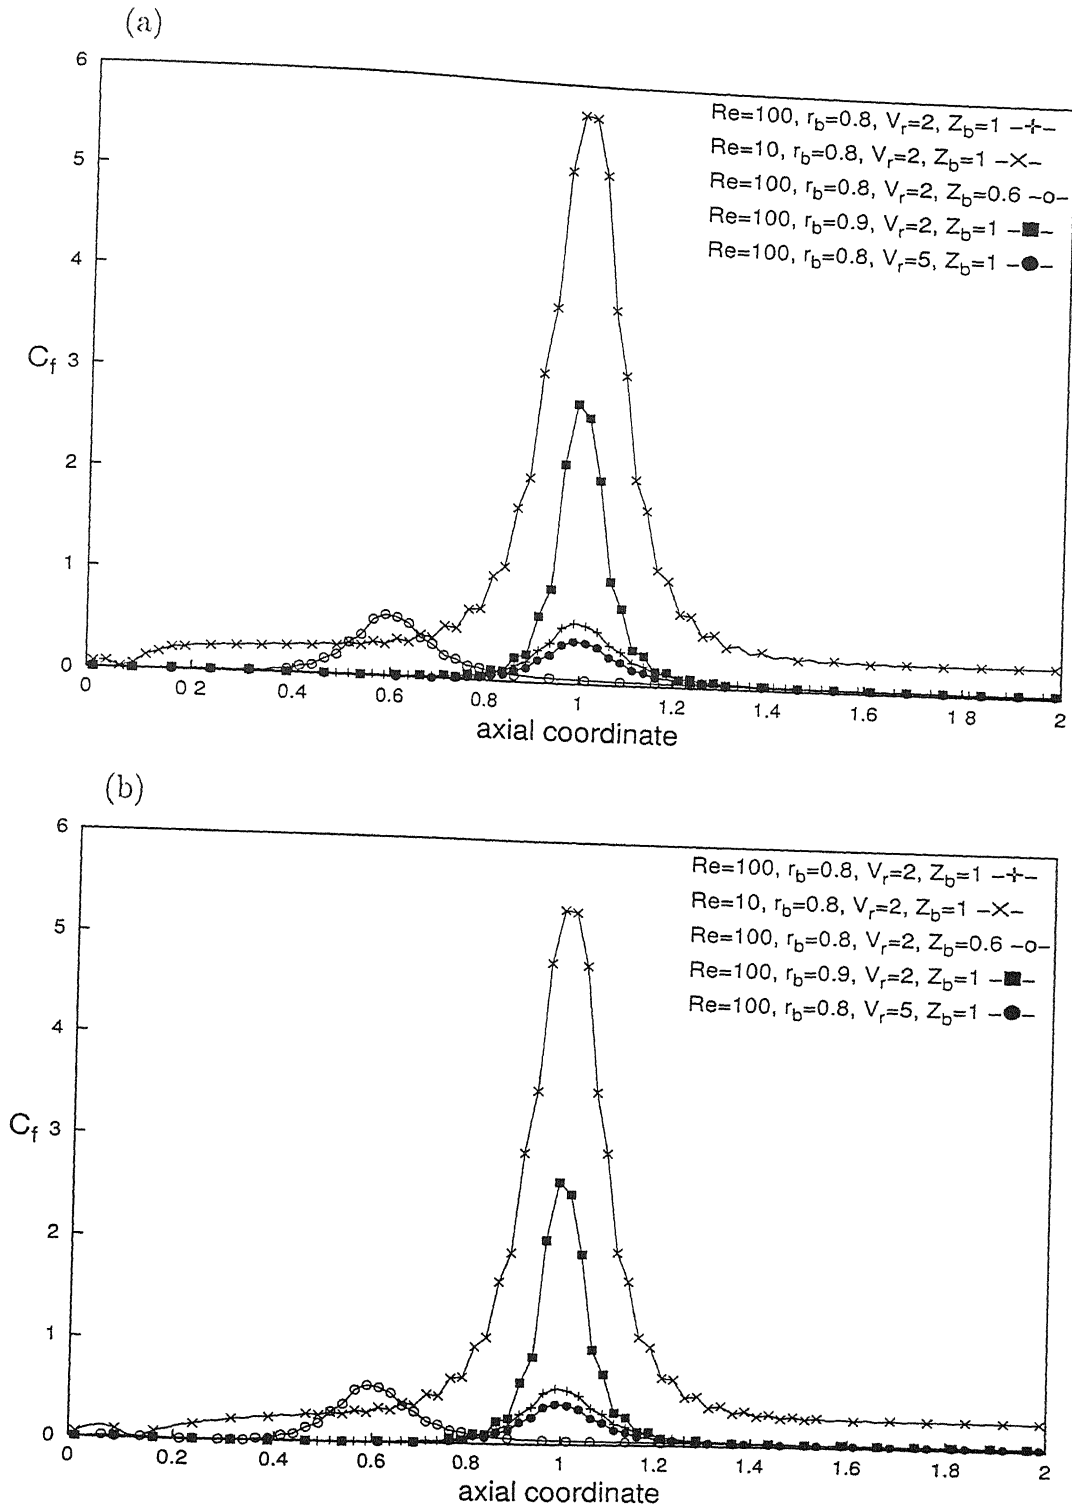 (a)
6
5
4
C_f 3
2
1
0
Re=100, r_b=0.8, V_r=2, Z_b=1
Re=10, r_b=0.8, V_r=2, Z_b=1
Re=100, r_b=0.8, V_r=2, Z_b=0.6
Re=100, r_b=0.9, V_r=2, Z_b=1
Re=100, r_b=0.8, V_r=5, Z_b=1
0 0.2 0.4 0.6 0.8 1 1.2 1.4 1.6 1.8 2
axial coordinate
(b)
6
5
4
C_f 3
2
1
0
Re=100, r_b=0.8, V_r=2, Z_b=1
Re=10, r_b=0.8, V_r=2, Z_b=1
Re=100, r_b=0.8, V_r=2, Z_b=0.6
Re=100, r_b=0.9, V_r=2, Z_b=1
Re=100, r_b=0.8, V_r=5, Z_b=1
0 0.2 0.4 0.6 0.8 1 1.2 1.4 1.6 1.8 2
axial coordinate